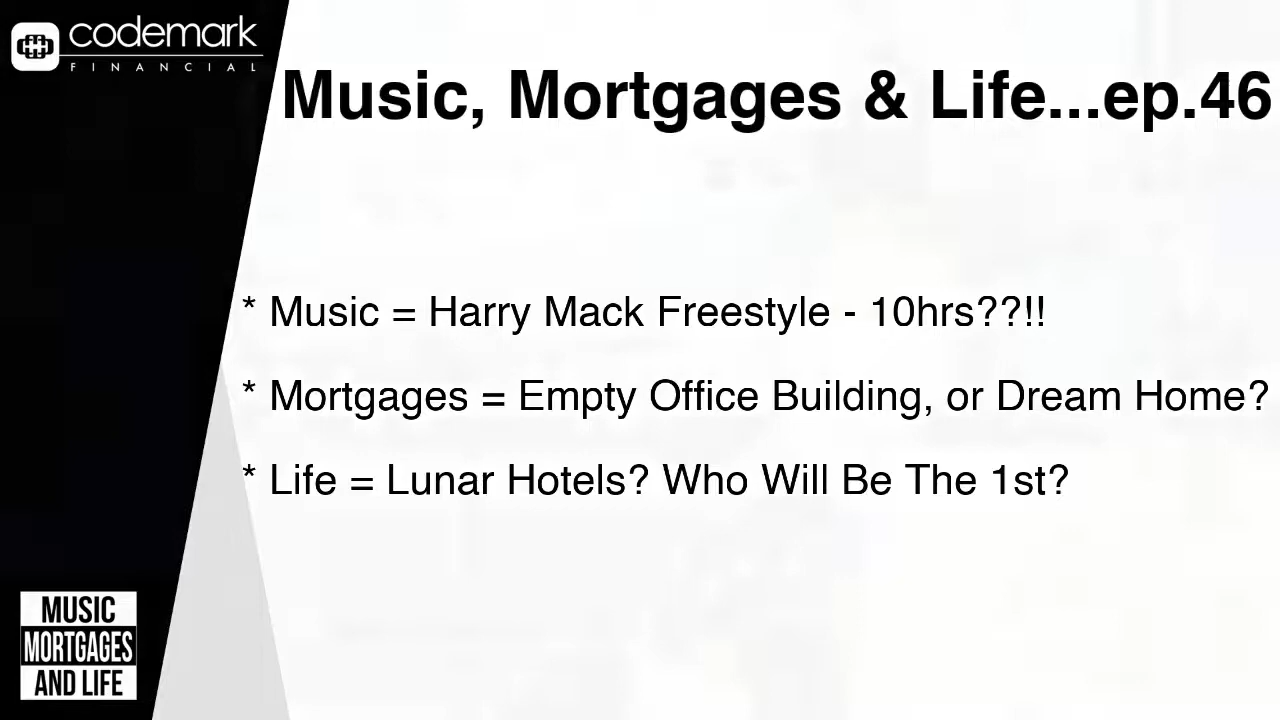 codemark
FINANCIAL
Music, Mortgages & Life...ep.46
* Music = Harry Mack Freestyle - 10hrs??!!
* Mortgages = Empty Office Building, or Dream Home?
* Life = Lunar Hotels? Who Will Be The 1st?
MUSIC
MORTGAGES
AND LIFE